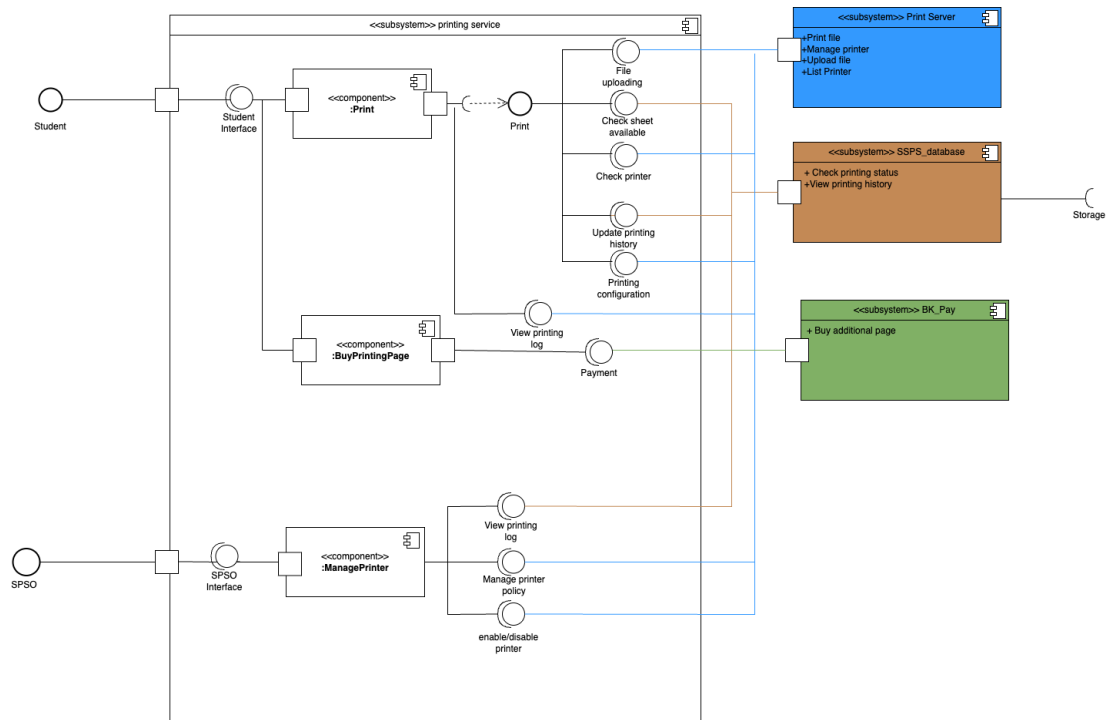 <<subsystem>> printing service
<<subsystem>> Print Server
+Print file
+Manage printer
+Upload file
+List Printer
File
uploading
<<component>>
:Print
Student
Student
Interface
Print
Check sheet
available
<<subsystem>> SSPS_database
+ Check printing status
+View printing history
Check printer
Storage
Update printing
history
Printing
configuration
<<subsystem>> BK_Pay
+ Buy additional page
View printing
log
<<component>>
:BuyPrintingPage
Payment
View printing
log
<<component>>
:ManagePrinter
SPSO
SPSO
Interface
Manage printer
policy
enable/disable
printer